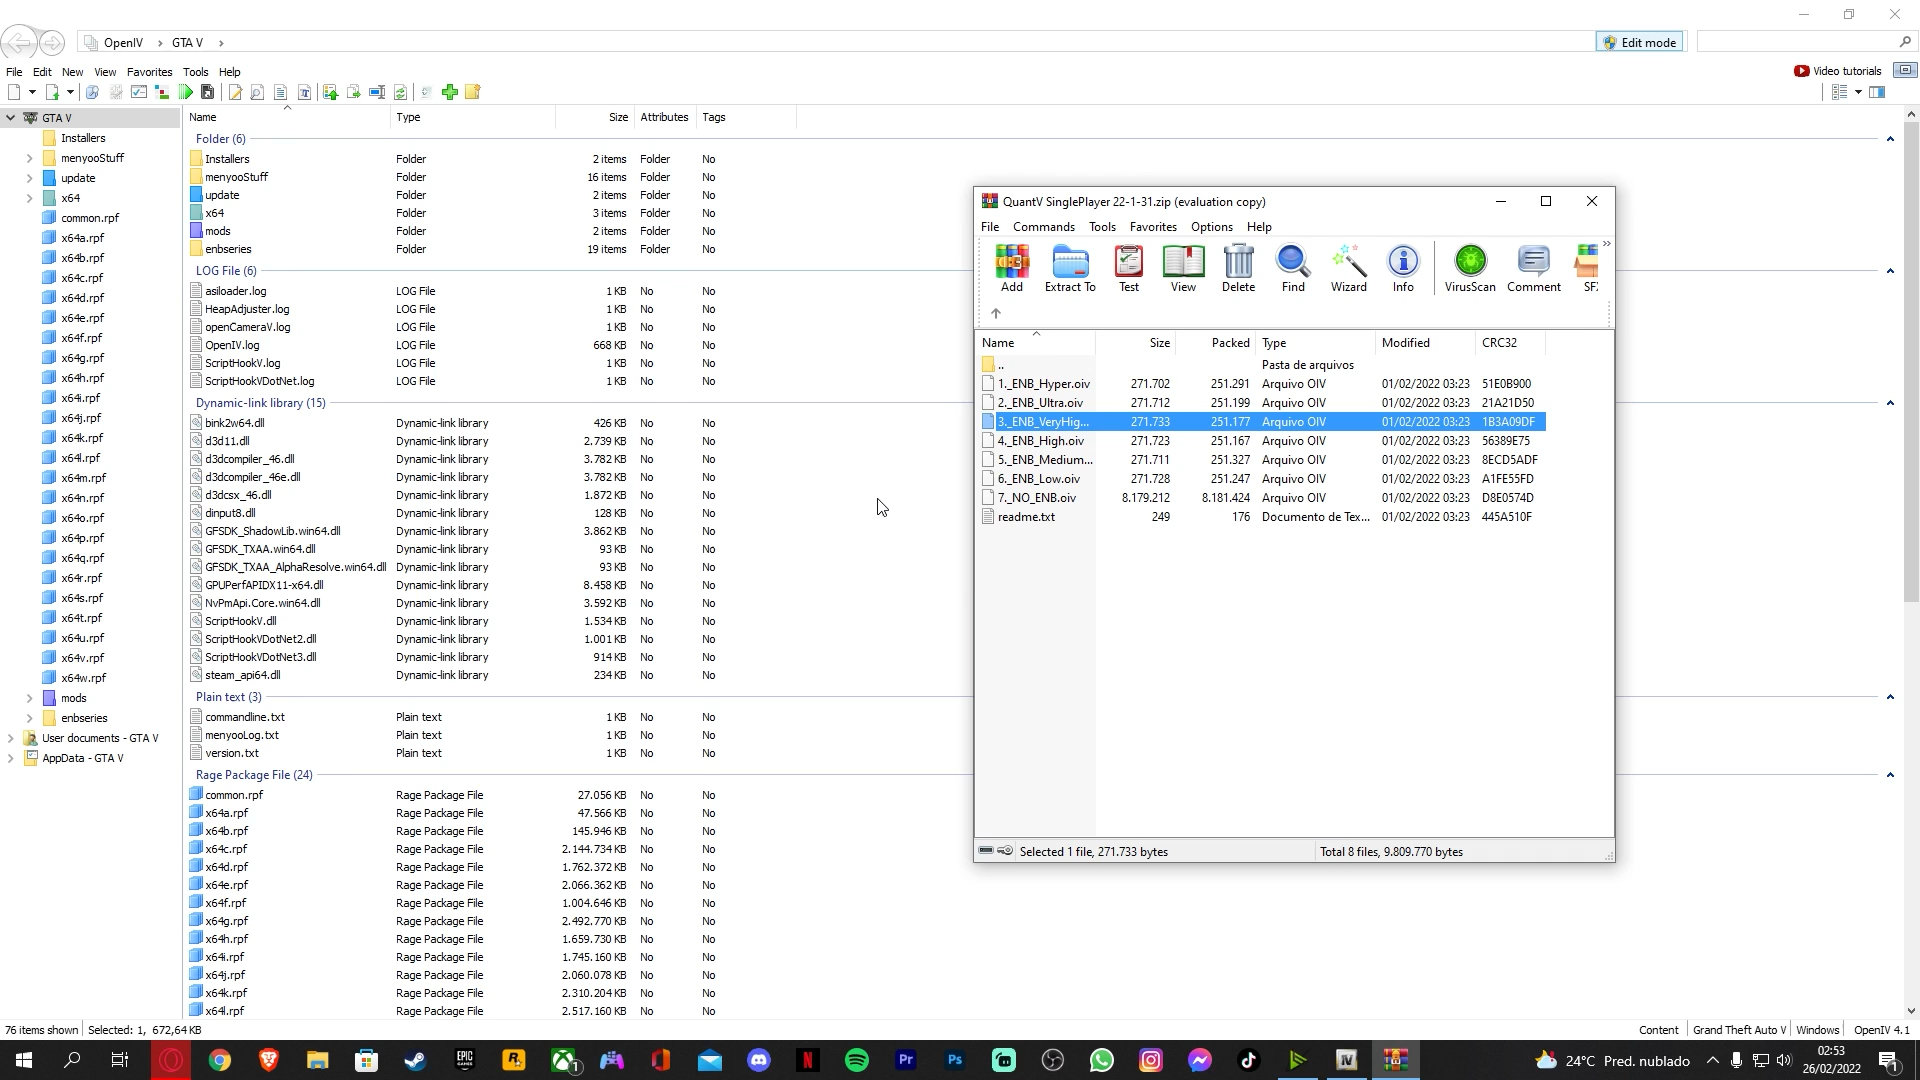 OpenIV > GTA V >
Edit mode
File Edit New View Favorites Tools Help
Video tutorials
GTA V
Installers
menyooStuff
update
x64
common.rpf
x64a.rpf
x64b.rpf
x64c.rpf
x64d.rpf
x64e.rpf
x64f.rpf
x64g.rpf
x64h.rpf
x64i.rpf
x64j.rpf
x64k.rpf
x64l.rpf
x64m.rpf
x64n.rpf
x64o.rpf
x64p.rpf
x64q.rpf
x64r.rpf
x64s.rpf
x64t.rpf
x64u.rpf
x64v.rpf
x64w.rpf
mods
enbseries
User documents - GTA V
AppData - GTA V
Name Type Size Attributes Tags
Folder (6)
Installers Folder 2 items Folder No
menyooStuff Folder 16 items Folder No
update Folder 2 items Folder No
x64 Folder 3 items Folder No
mods Folder 2 items Folder No
enbseries Folder 19 items Folder No
LOG File (6)
asiloader.log LOG File 1 KB No No
HeapAdjuster.log LOG File 1 KB No No
openCameraV.log LOG File 1 KB No No
OpenIV.log LOG File 668 KB No No
ScriptHookV.log LOG File 1 KB No No
ScriptHookVDotNet.log LOG File 1 KB No No
Dynamic-link library (15)
bink2w64.dll Dynamic-link library 426 KB No No
d3d11.dll Dynamic-link library 2.739 KB No No
d3dcompiler_46.dll Dynamic-link library 3.782 KB No No
d3dcompiler_46e.dll Dynamic-link library 3.782 KB No No
d3dcsx_46.dll Dynamic-link library 1.872 KB No No
dinput8.dll Dynamic-link library 128 KB No No
GFSDK_ShadowLib.win64.dll Dynamic-link library 3.862 KB No No
GFSDK_TXAA.win64.dll Dynamic-link library 93 KB No No
GFSDK_TXAA_AlphaResolve.win64.dll Dynamic-link library 93 KB No No
GPUPerfAPIDX11-x64.dll Dynamic-link library 8.458 KB No No
NvPmApi.Core.win64.dll Dynamic-link library 3.592 KB No No
ScriptHookV.dll Dynamic-link library 1.534 KB No No
ScriptHookVDotNet2.dll Dynamic-link library 1.001 KB No No
ScriptHookVDotNet3.dll Dynamic-link library 914 KB No No
steam_api64.dll Dynamic-link library 234 KB No No
Plain text (3)
commandline.txt Plain text 1 KB No No
menyooLog.txt Plain text 1 KB No No
version.txt Plain text 1 KB No No
Rage Package File (24)
common.rpf Rage Package File 27.056 KB No No
x64a.rpf Rage Package File 47.566 KB No No
x64b.rpf Rage Package File 145.946 KB No No
x64c.rpf Rage Package File 2.144.734 KB No No
x64d.rpf Rage Package File 1.762.372 KB No No
x64e.rpf Rage Package File 2.066.362 KB No No
x64f.rpf Rage Package File 1.004.646 KB No No
x64g.rpf Rage Package File 2.492.770 KB No No
x64h.rpf Rage Package File 1.659.730 KB No No
x64i.rpf Rage Package File 1.745.160 KB No No
x64j.rpf Rage Package File 2.060.078 KB No No
x64k.rpf Rage Package File 2.310.204 KB No No
x64l.rpf Rage Package File 2.517.160 KB No No
QuantV SinglePlayer 22-1-31.zip (evaluation copy)
File Commands Tools Favorites Options Help
Add Extract To Test View Delete Find Wizard Info VirusScan Comment SF
Name Size Packed Type Modified CRC32
.. Pasta de arquivos
1._ENB_Hyper.oiv 271.702 251.291 Arquivo OIV 01/02/2022 03:23 51E0B900
2._ENB_Ultra.oiv 271.712 251.199 Arquivo OIV 01/02/2022 03:23 21A21D50
3._ENB_VeryHig... 271.733 251.177 Arquivo OIV 01/02/2022 03:23 1B3A09DF
4._ENB_High.oiv 271.723 251.167 Arquivo OIV 01/02/2022 03:23 56389E75
5._ENB_Medium... 271.711 251.327 Arquivo OIV 01/02/2022 03:23 8ECD5ADF
6._ENB_Low.oiv 271.728 251.247 Arquivo OIV 01/02/2022 03:23 A1FE55FD
7._NO_ENB.oiv 8.179.212 8.181.424 Arquivo OIV 01/02/2022 03:23 D8E0574D
readme.txt 249 176 Documento de Tex... 01/02/2022 03:23 445A510F
Selected 1 file, 271.733 bytes Total 8 files, 9.809.770 bytes
76 items shown Selected: 1, 672,64 KB
Content Grand Theft Auto V Windows OpenIV 4.1
EPIC GAMES
R
1
N
Pr
Ps
IV
24°C Pred. nublado
02:53
26/02/2022
1